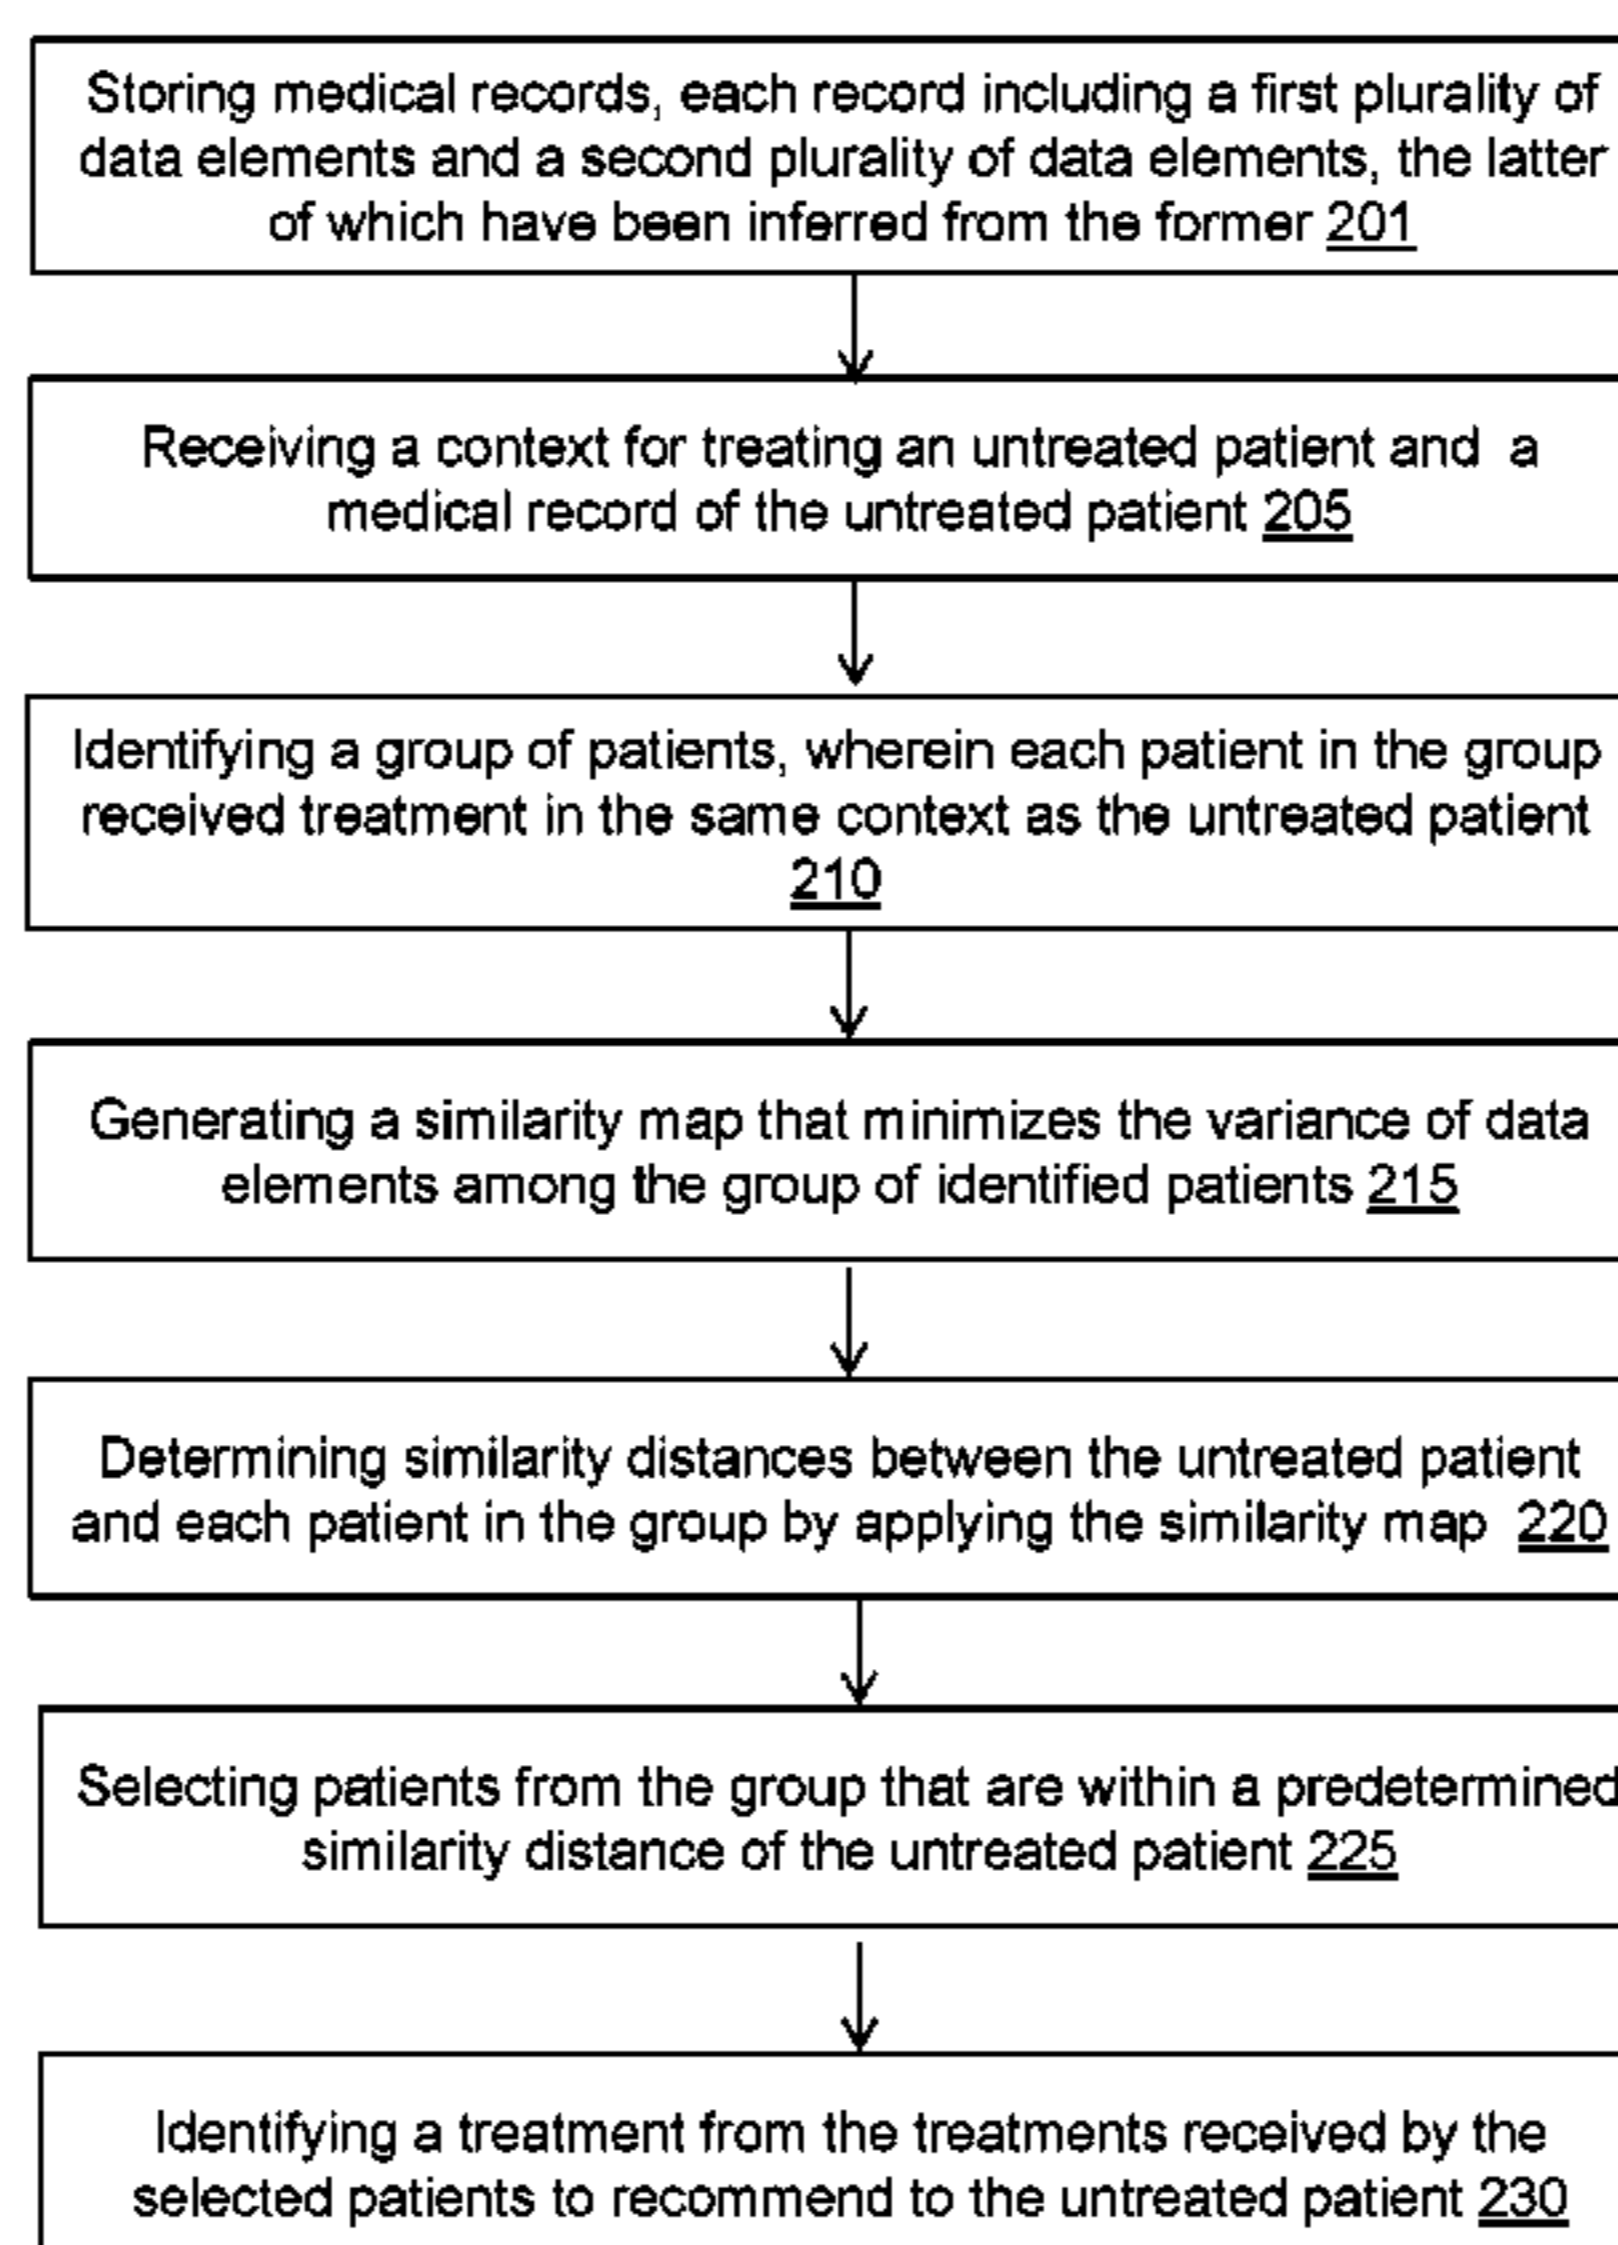 Storing medical records, each record including a first plurality of
data elements and a second plurality of data elements, the latter
of which have been inferred from the former 201
Receiving a context for treating an untreated patient and a
medical record of the untreated patient 205
Identifying a group of patients, wherein each patient in the group
received treatment in the same context as the untreated patient
210
Generating a similarity map that minimizes the variance of data
elements among the group of identified patients 215
Determining similarity distances between the untreated patient
and each patient in the group by applying the similarity map 220
Selecting patients from the group that are within a predetermined
similarity distance of the untreated patient 225
Identifying a treatment from the treatments received by the
selected patients to recommend to the untreated patient 230